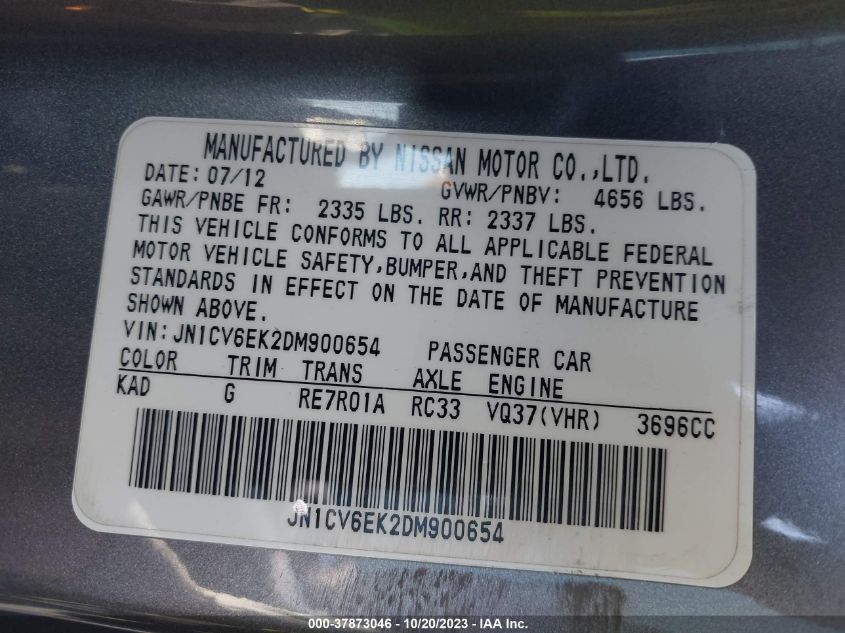 MANUFACTURED BY NISSAN MOTOR CO.,LTD.
DATE: 07/12 GVWR/PNBV: 4656 LBS.
GAWR/PNBE FR: 2335 LBS. RR: 2337 LBS.
THIS VEHICLE CONFORMS TO ALL APPLICABLE FEDERAL
MOTOR VEHICLE SAFETY,BUMPER,AND THEFT PREVENTION
STANDARDS IN EFFECT ON THE DATE OF MANUFACTURE
SHOWN ABOVE.
VIN:JN1CV6EK2DM900654 PASSENGER CAR
COLOR TRIM TRANS AXLE ENGINE
KAD G RE7R01A RC33 VQ37(VHR) 3696CC
JN1CV6EK2DM900654
000-37873046 - 10/20/2023 - IAA Inc.